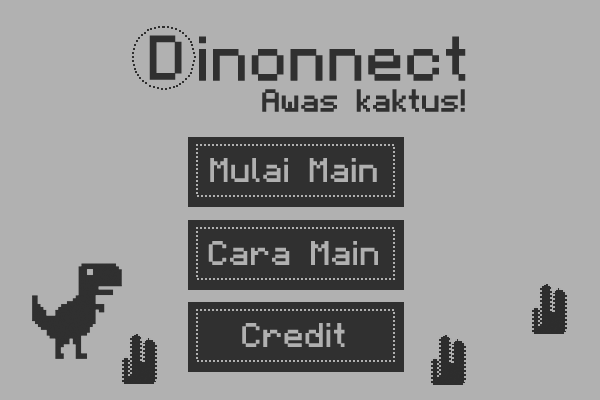 Dinonnect
Awas kaktus!
Mulai Main
Cara Main
Credit